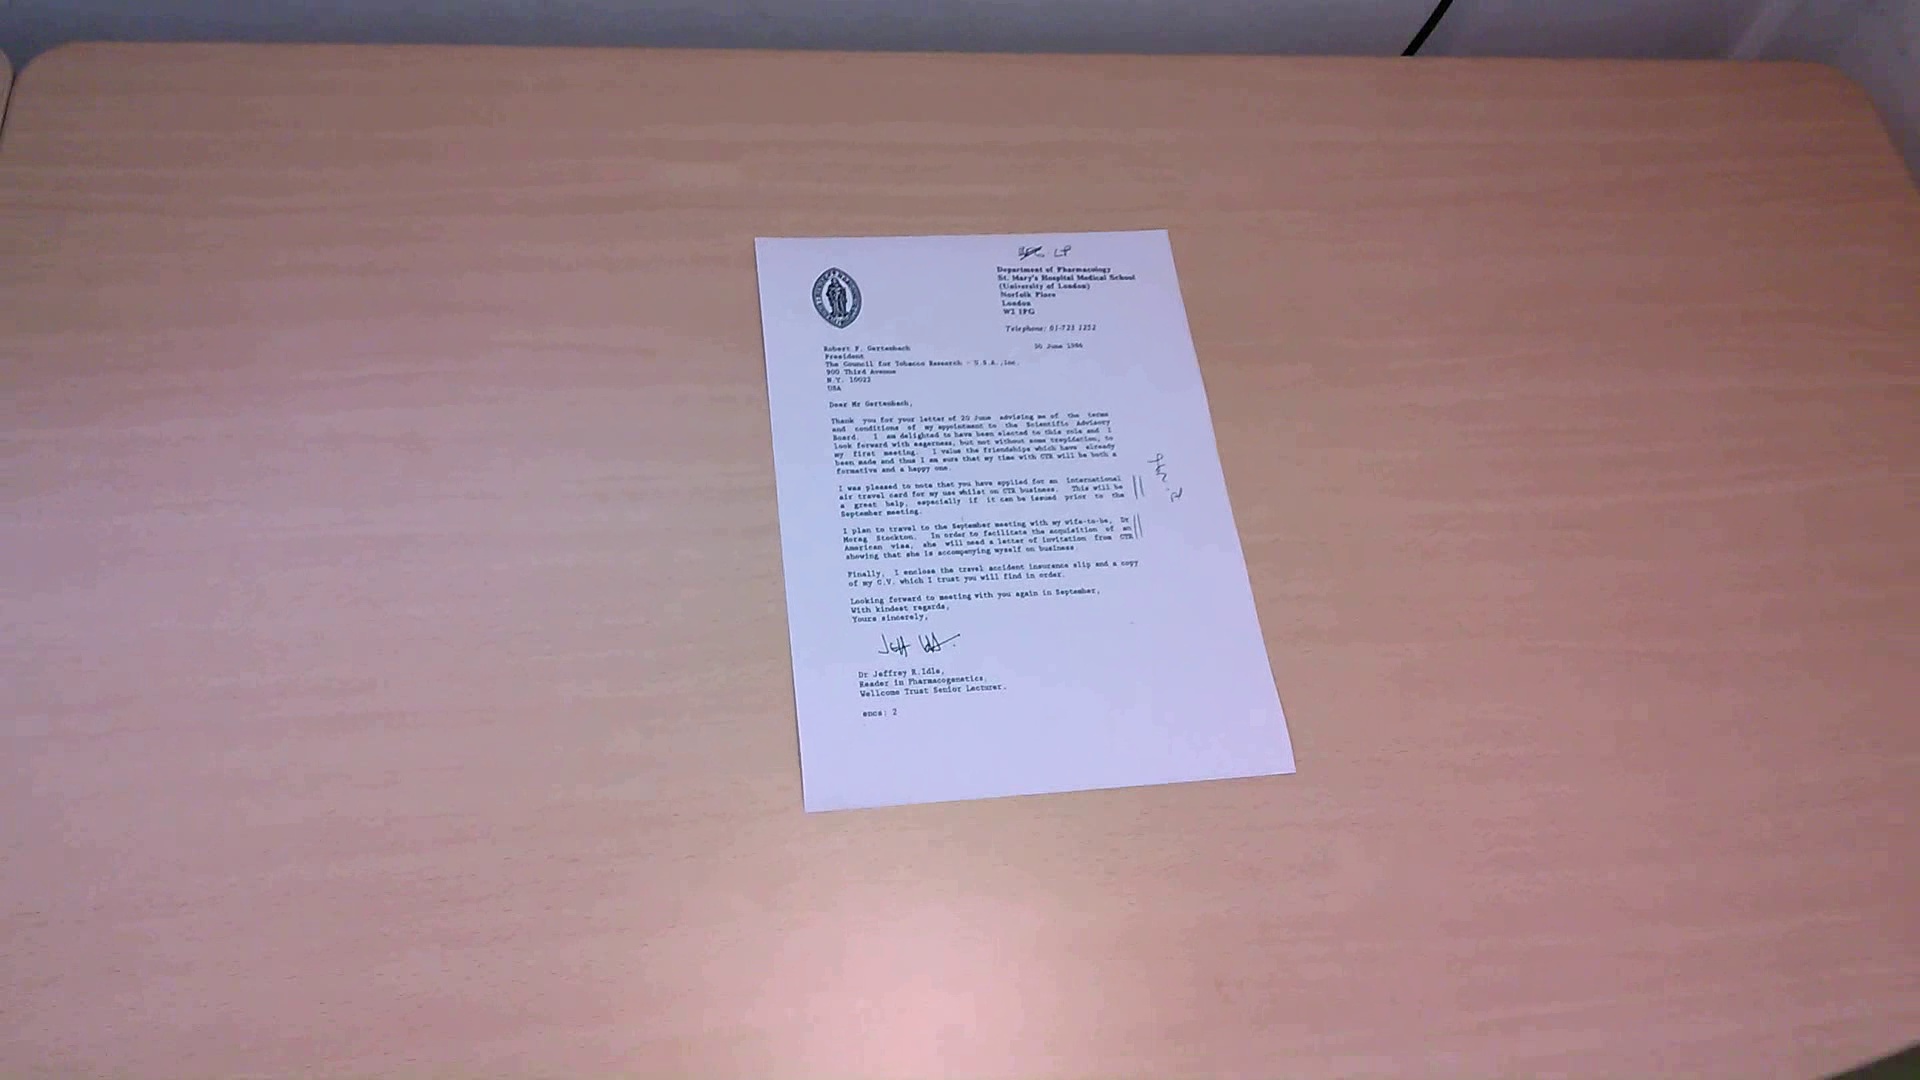 LP
Department of Pharmacology
St. Mary's Hospital Medical School
(University of London)
Norfolk Place
London
W2 1PG
Telephone: 01-723 1252
Robert F. Gertenbach
30 June 1986
President
The Council for Tobacco Research - U.S.A.,Inc.
900 Third Avenue
N.Y. 10022
USA
Dear Mr Gertenbach,
Thank you for your letter of 20 June advising me of the terms
and conditions of my appointment to the Scientific Advisory
Board. I am delighted to have been elected to this role and I
look forward with eagerness, but not without some trepidation, to
my first meeting. I value the friendships which have already
been made and thus I am sure that my time with CTR will be both a
formative and a happy one.
I was pleased to note that you have applied for an international
air travel card for my use whilst on CTR business. This will be
a great help, especially if it can be issued prior to the
September meeting.
I plan to travel to the September meeting with my wife-to-be, Dr
Morag Stockton. In order to facilitate the acquisition of an
American visa, she will need a letter of invitation from CTR
showing that she is accompanying myself on business.
Finally, I enclose the travel accident insurance slip and a copy
of my C.V. which I trust you will find in order.
Looking forward to meeting with you again in September,
With kindest regards,
Yours sincerely,
Dr Jeffrey R.Idle,
Reader in Pharmacogenetics,
Wellcome Trust Senior Lecturer.
encs: 2